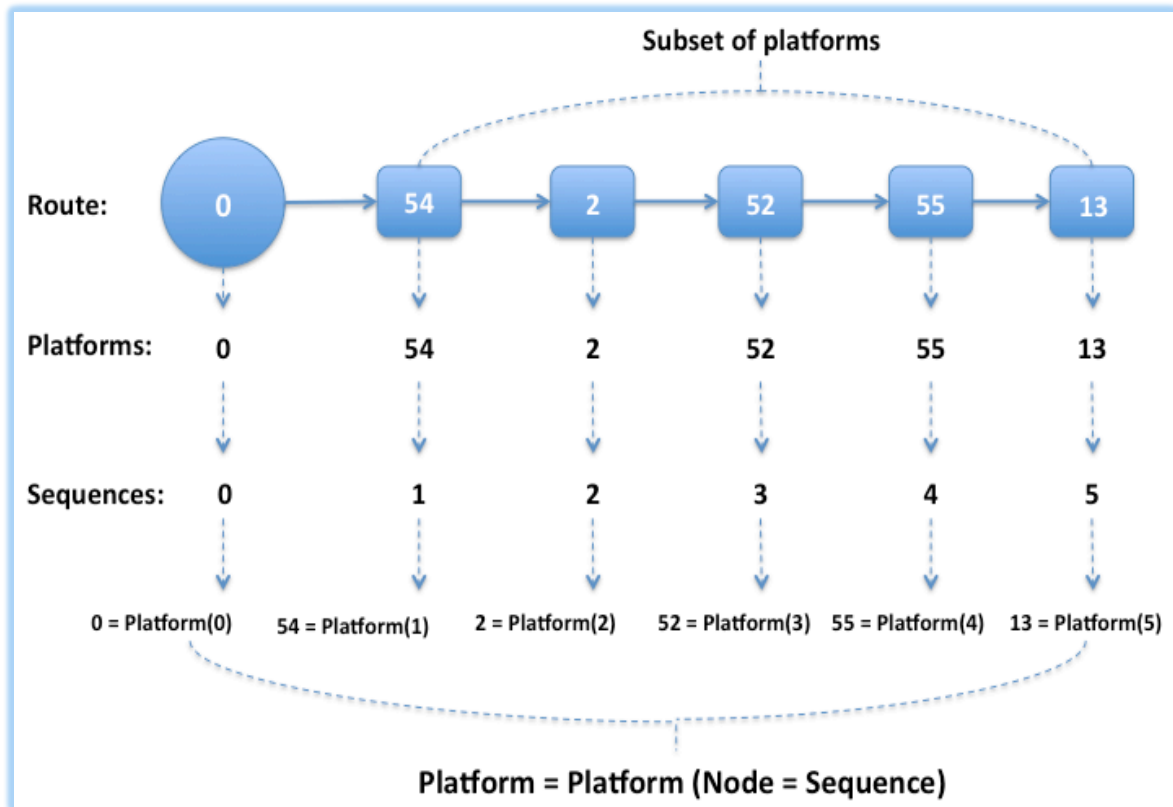 Subset of platforms
Route: 0 54 2 52 55 13
Platforms: 0 54 2 52 55 13
Sequences: 0 1 2 3 4 5
0 = Platform(0) 54 = Platform(1) 2 = Platform(2) 52 = Platform(3) 55 = Platform(4) 13 = Platform(5)
Platform = Platform (Node = Sequence)